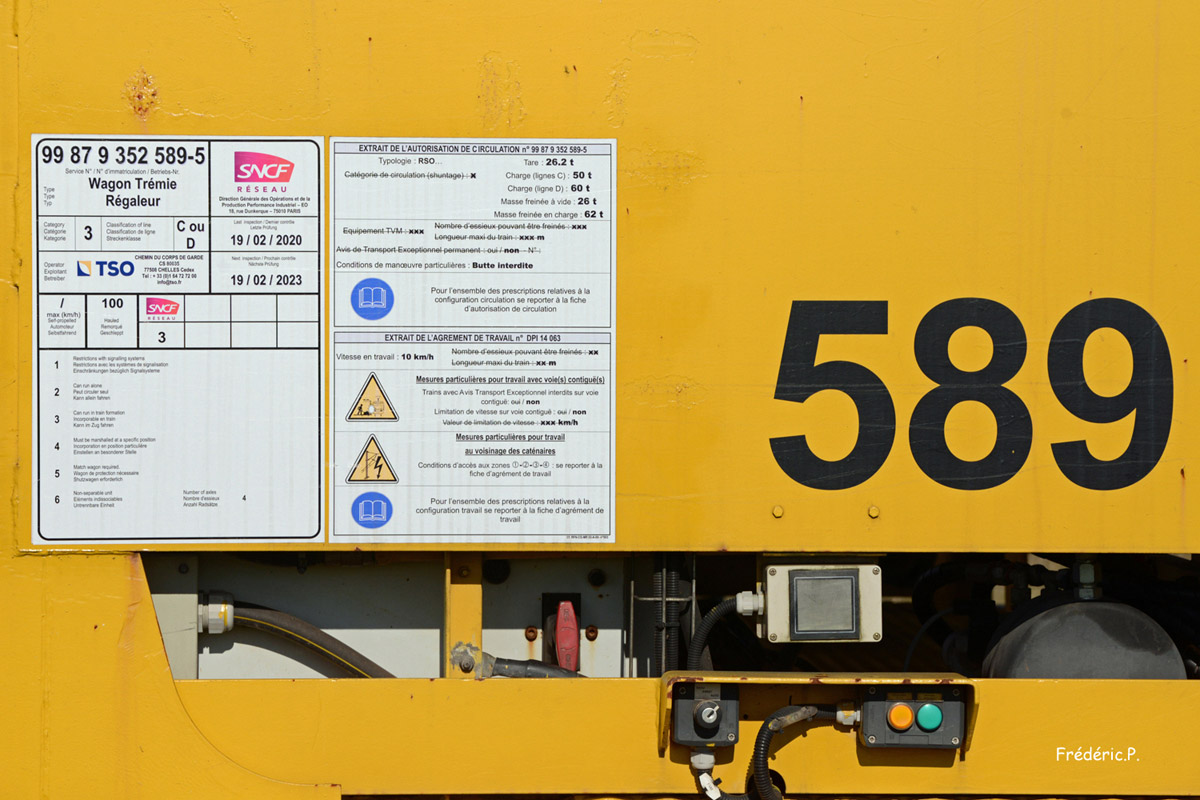 99 87 9 352 589-5
Service N° / N° d'immatriculation / Betriebs-Nr.
Type
Type
Typ
Wagon Trémie
Régaleur
SNCF
RÉSEAU
Direction Générale des Opérations et de la
Production Performance Industriel – EO
18, rue Dunkerque – 75010 PARIS
Category
Catégorie
Kategorie
3
Classification of line
Classification de ligne
Streckenklasse
C ou
D
Last inspection / Dernier contrôle
Letzte Prüfung
19 / 02 / 2020
Operator
Exploitant
Betreiber
TSO
CHEMIN DU CORPS DE GARDE
CS 80035
77508 CHELLES Cedex
Tel : + 33 (0)1 64 72 72 00
info@tso.fr
Next inspection / Prochain contrôle
Nächste Prüfung
19 / 02 / 2023
/
max (km/h)
Self-propelled
Automoteur
Selbstfahrend
100
Hauled
Remorqué
Geschleppt
SNCF
RÉSEAU
3
1
Restrictions with signalling systems
Restrictions avec les systèmes de signalisation
Einschränkungen bezüglich Signalsysteme
2
Can run alone
Peut circuler seul
Kann allein fahren
3
Can run in train formation
Incorporable en train
Kann im Zug fahren
4
Must be marshalled at a specific position
Incorporation en position particulière
Einstellen an besonderer Stelle
5
Match wagon required
Wagon de protection nécessaire
Shutzwagen erforderlich
6
Non-separable unit
Eléments indissociables
Untrennbare Einheit
Number of axles
Nombre d'essieux
Anzahl Radsätze
4
EXTRAIT DE L'AUTORISATION DE CIRCULATION n° 99 87 9 352 589-5
Typologie : RSO…
Tare : 26.2 t
Catégorie de circulation (shuntage) : X
Charge (lignes C) : 50 t
Charge (ligne D) : 60 t
Masse freinée à vide : 26 t
Masse freinée en charge : 62 t
Equipement TVM : xxx
Nombre d'essieux pouvant être freinés : xxx
Longueur maxi du train : xxx m
Avis de Transport Exceptionnel permanent : oui / non - N° :
Conditions de manœuvre particulières : Butte interdite
Pour l'ensemble des prescriptions relatives à la
configuration circulation se reporter à la fiche
d'autorisation de circulation
EXTRAIT DE L'AGREMENT DE TRAVAIL n° DPI 14 063
Vitesse en travail : 10 km/h
Nombre d'essieux pouvant être freinés : xx
Longueur maxi du train : xx m
Mesures particulières pour travail avec voie(s) contiguë(s)
Trains avec Avis Transport Exceptionnel interdits sur voie
contiguë: oui / non
Limitation de vitesse sur voie contiguë : oui / non
Valeur de limitation de vitesse : xxx km/h
Mesures particulières pour travail
au voisinage des caténaires
Conditions d'accès aux zones ①-②-③-④ : se reporter à la
fiche d'agrément de travail
Pour l'ensemble des prescriptions relatives à la
configuration travail se reporter à la fiche d'agrément de
travail
589
Frédéric.P.